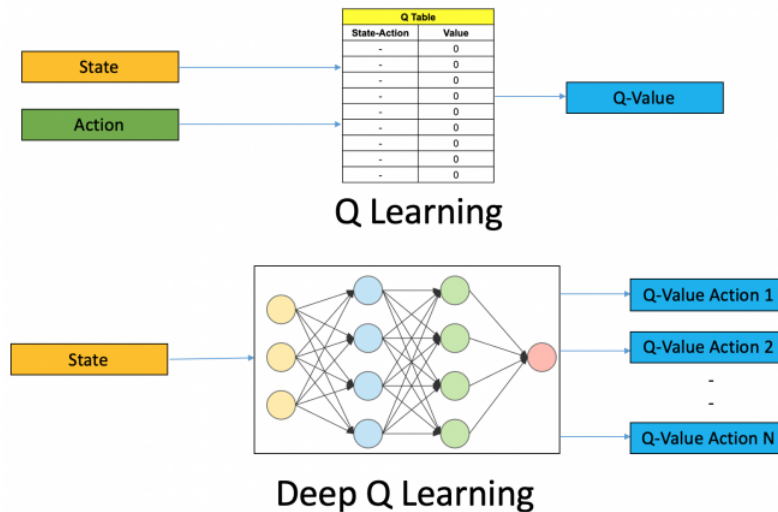 Q Table
State-Action Value
- 0
- 0
- 0
- 0
- 0
- 0
- 0
- 0
- 0
State
Action
Q-Value
Q Learning
State
Q-Value Action 1
Q-Value Action 2
-
-
Q-Value Action N
Deep Q Learning